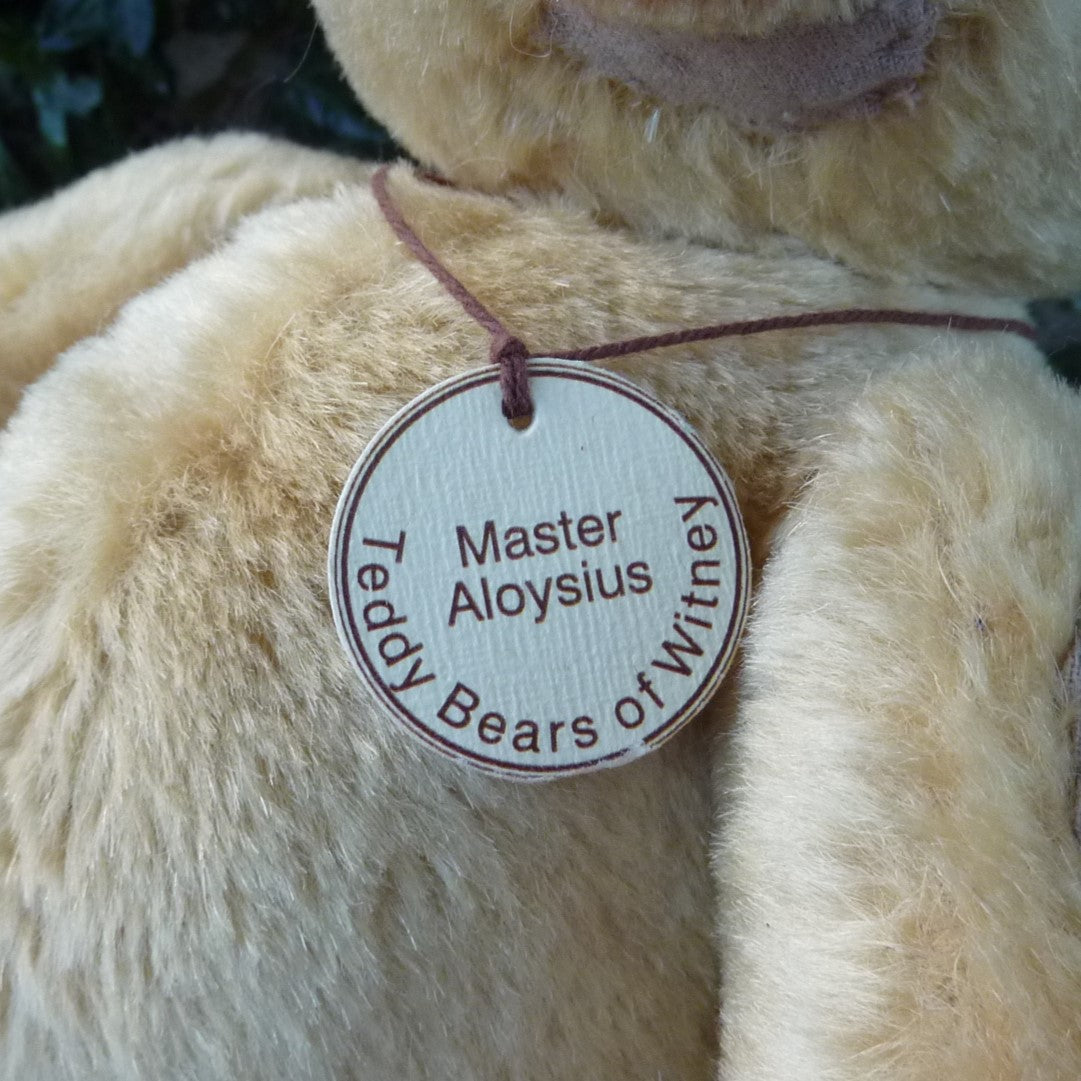 Master
Aloysius
Teddy Bears of Witney